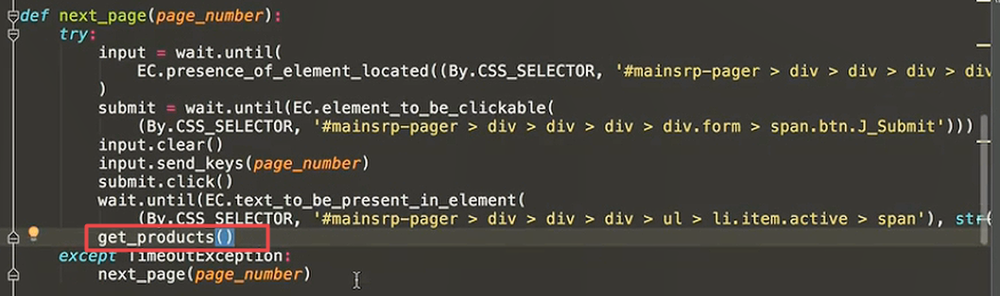 def next_page(page_number):
    try:
        input = wait.until(
            EC.presence_of_element_located((By.CSS_SELECTOR, '#mainsrp-pager > div > div > div > div
        )
        submit = wait.until(EC.element_to_be_clickable(
            (By.CSS_SELECTOR, '#mainsrp-pager > div > div > div > div.form > span.btn.J_Submit')))
        input.clear()
        input.send_keys(page_number)
        submit.click()
        wait.until(EC.text_to_be_present_in_element(
            (By.CSS_SELECTOR, '#mainsrp-pager > div > div > div > ul > li.item.active > span'), str(
        get_products()
    except TimeoutException:
        next_page(page_number)